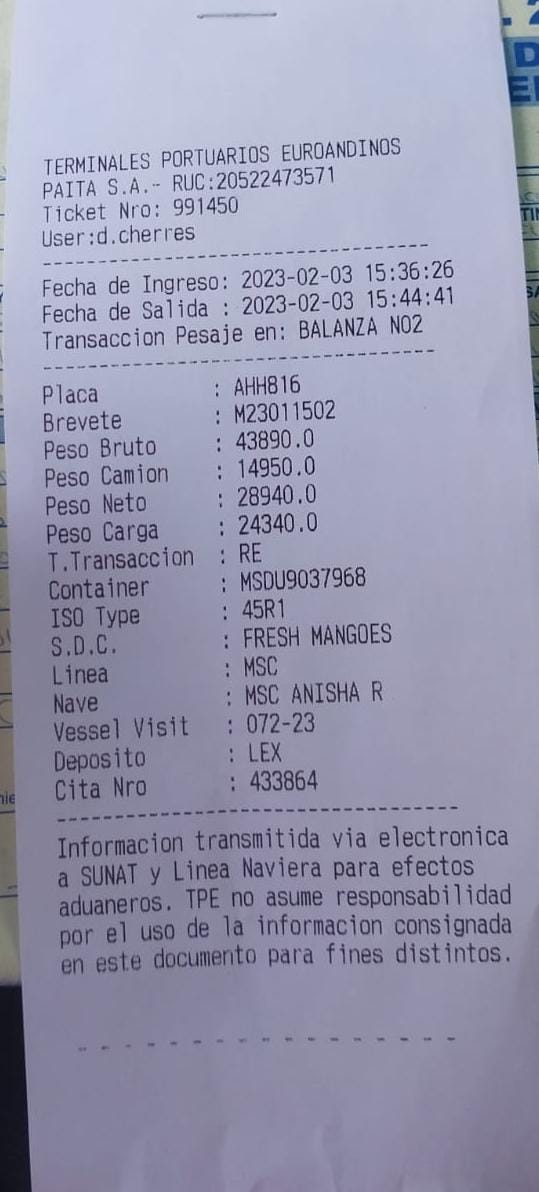 TERMINALES PORTUARIOS EUROANDINOS
PAITA S.A.- RUC:20522473571
Ticket Nro: 991450
User:d.cherres
Fecha de Ingreso: 2023-02-03 15:36:26
Fecha de Salida : 2023-02-03 15:44:41
Transaccion Pesaje en: BALANZA NO2
Placa : AHH816
Brevete : M23011502
Peso Bruto : 43890.0
Peso Camion : 14950.0
Peso Neto : 28940.0
Peso Carga : 24340.0
T.Transaccion : RE
Container : MSDU9037968
ISO Type : 45R1
S.D.C. : FRESH MANGOES
Linea : MSC
Nave : MSC ANISHA R
Vessel Visit : 072-23
Deposito : LEX
Cita Nro : 433864
Informacion transmitida via electronica
a SUNAT y Linea Naviera para efectos
aduaneros. TPE no asume responsabilidad
por el uso de la informacion consignada
en este documento para fines distintos.